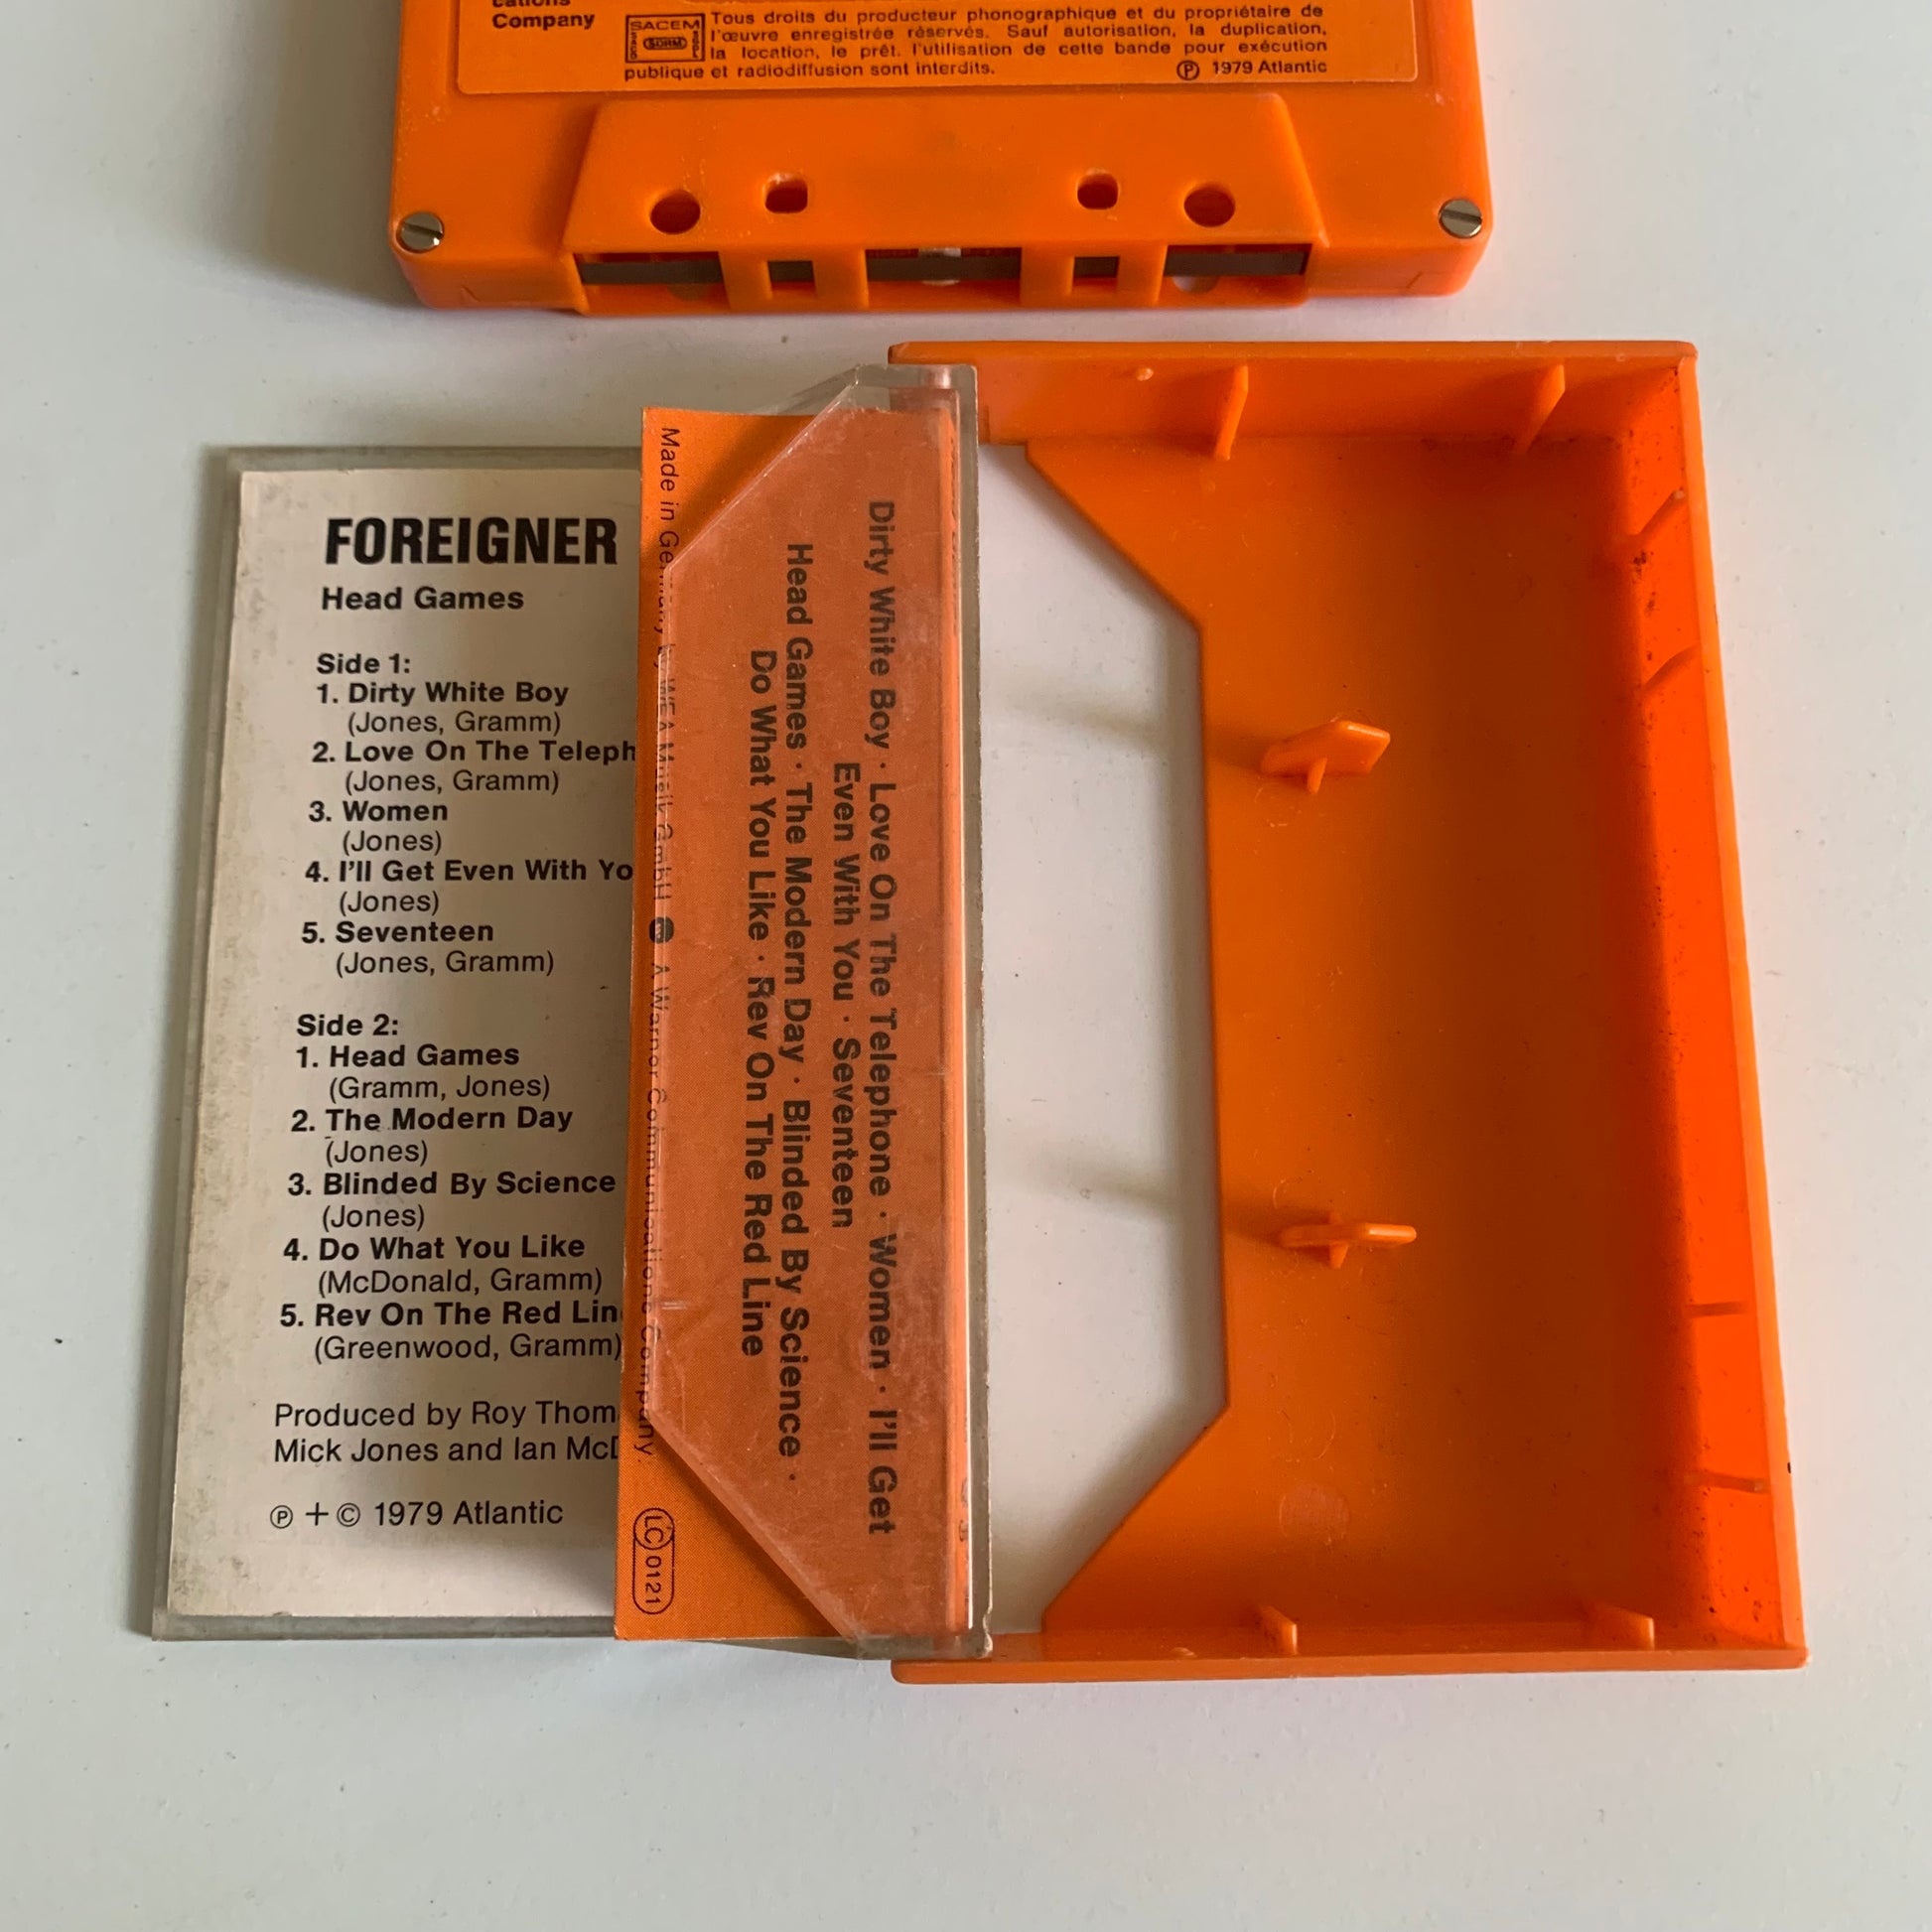 Company
SACEM
SDRM
Tous droits du producteur phonographique et du propriétaire de
l'œuvre enregistrée réservés. Sauf autorisation, la duplication,
la location, le prêt, l'utilisation de cette bande pour exécution
publique et radiodiffusion sont interdits.
Ⓟ 1979 Atlantic
FOREIGNER
Head Games
Side 1:
1. Dirty White Boy
(Jones, Gramm)
2. Love On The Teleph
(Jones, Gramm)
3. Women
(Jones)
4. I'll Get Even With Yo
(Jones)
5. Seventeen
(Jones, Gramm)
Side 2:
1. Head Games
(Gramm, Jones)
2. The Modern Day
(Jones)
3. Blinded By Science
(Jones)
4. Do What You Like
(McDonald, Gramm)
5. Rev On The Red Lin
(Greenwood, Gramm)
Produced by Roy Thom
Mick Jones and Ian McD
Ⓟ + © 1979 Atlantic
Dirty White Boy · Love On The Telephone · Women · I'll Get
Even With You · Seventeen
Head Games · The Modern Day · Blinded By Science ·
Do What You Like · Rev On The Red Line
Made in Germany by WEA Musik GmbH A Warner Communications Company
LC 0121